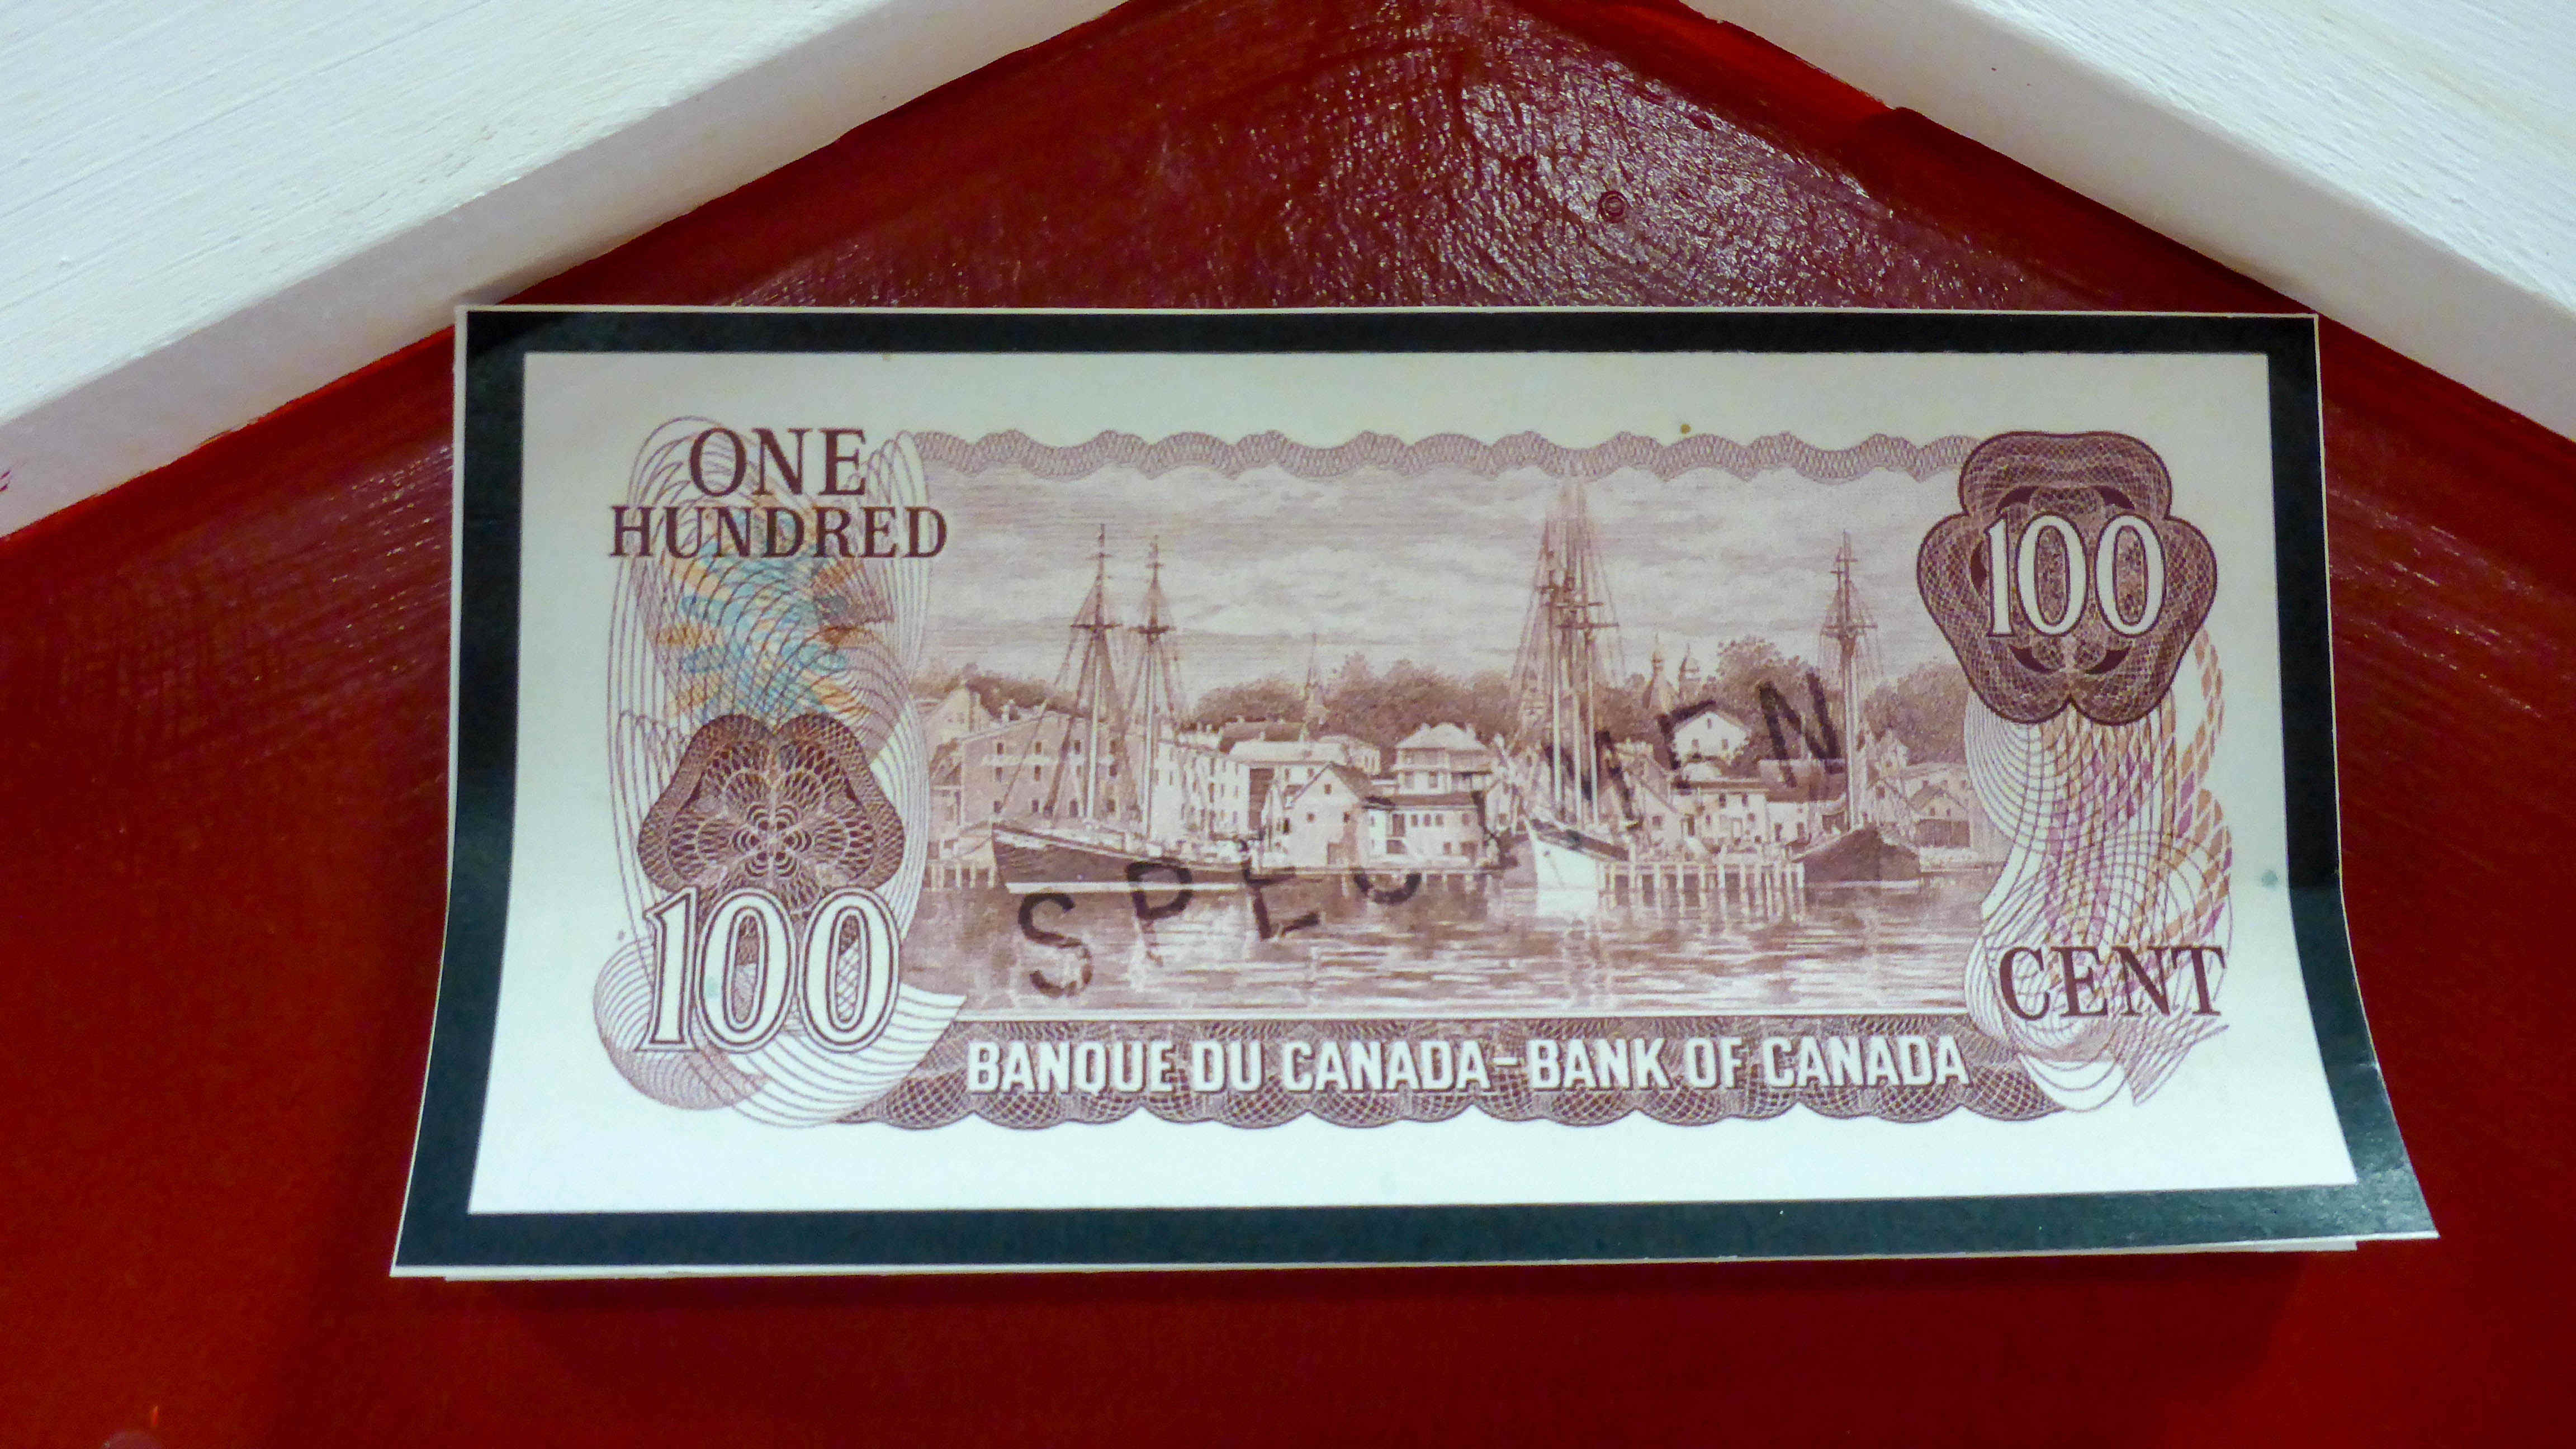 ONE
HUNDRED
100
SPECIMEN
100
CENT
BANQUE DU CANADA-BANK OF CANADA